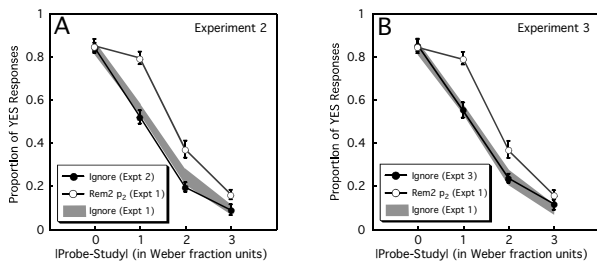 A
Experiment 2
Proportion of YES Responses
1
0.8
0.6
0.4
0.2
0
Ignore (Expt 2)
Rem2 p2 (Expt 1)
Ignore (Expt 1)
0 1 2 3
|Probe-Study| (in Weber fraction units)
B
Experiment 3
Proportion of YES Responses
1
0.8
0.6
0.4
0.2
0
Ignore (Expt 3)
Rem2 p2 (Expt 1)
Ignore (Expt 1)
0 1 2 3
|Probe-Study| (in Weber fraction units)